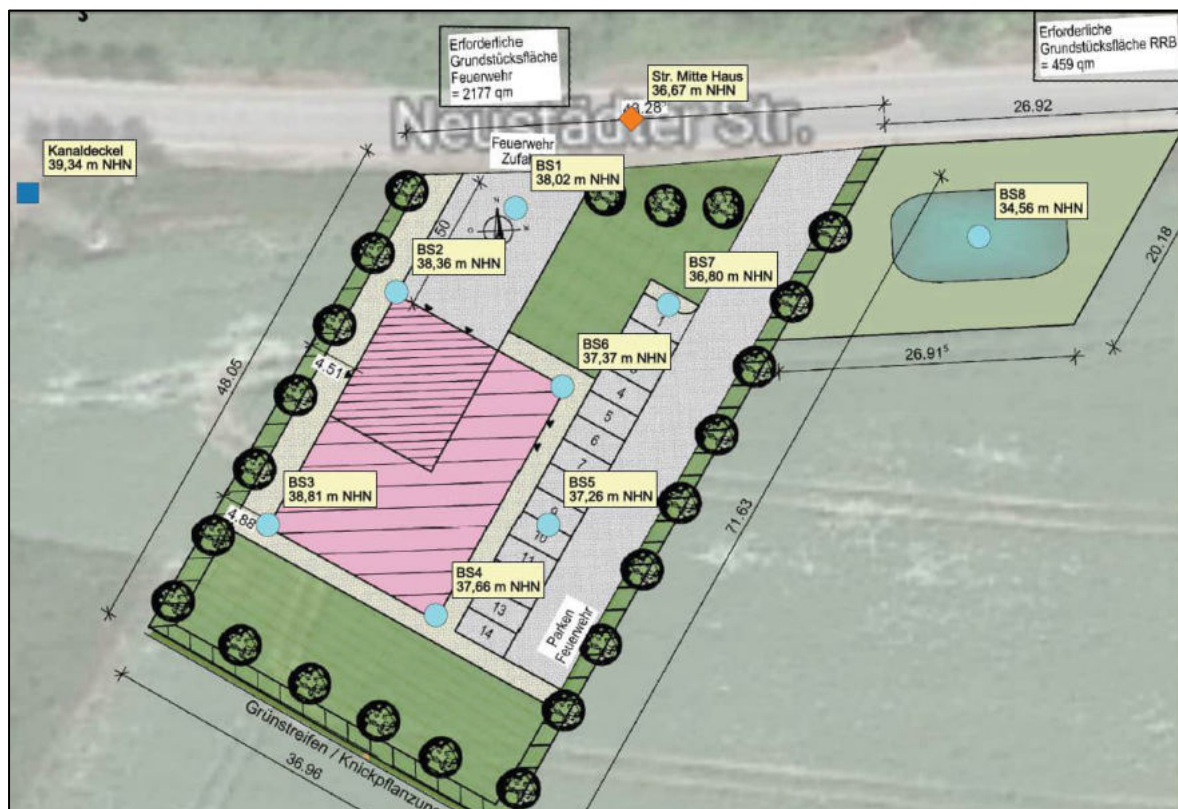 Erforderliche
Grundstücksfläche
Feuerwehr
= 2177 qm
Erforderliche
Grundstücksfläche RRB
= 459 qm
Str. Mitte Haus
36,67 m NHN
Neustädter Str.
26.92
Kanaldeckel
39,34 m NHN
Feuerwehr
BS1
38,02 m NHN
BS8
34,56 m NHN
50
BS2
38,36 m NHN
BS7
36,80 m NHN
20.18
BS6
37,37 m NHN
4.51
48.05
26.91⁵
4
5
6
7
BS3
38,81 m NHN
BS5
37,26 m NHN
9
10
11
4.88
71.63
BS4
37,66 m NHN
13
14
Parken
Feuerwehr
Grünstreifen / Knickpflanzung
36.96